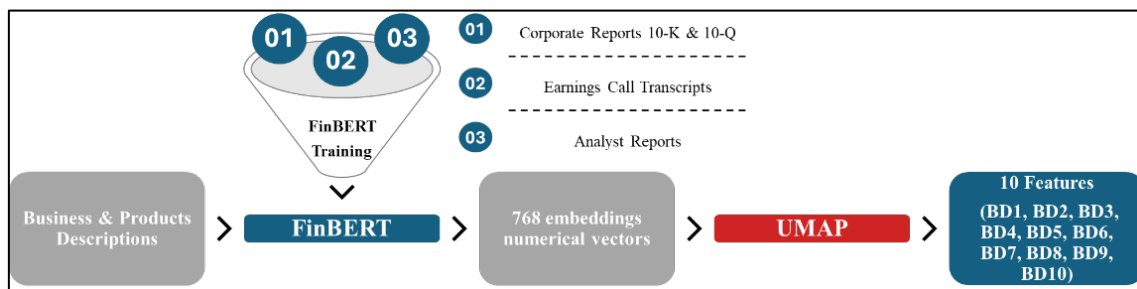 01
02
03
FinBERT
Training
01
Corporate Reports 10-K & 10-Q
02
Earnings Call Transcripts
03
Analyst Reports
Business & Products
Descriptions
FinBERT
768 embeddings
numerical vectors
UMAP
10 Features
(BD1, BD2, BD3,
BD4, BD5, BD6,
BD7, BD8, BD9,
BD10)